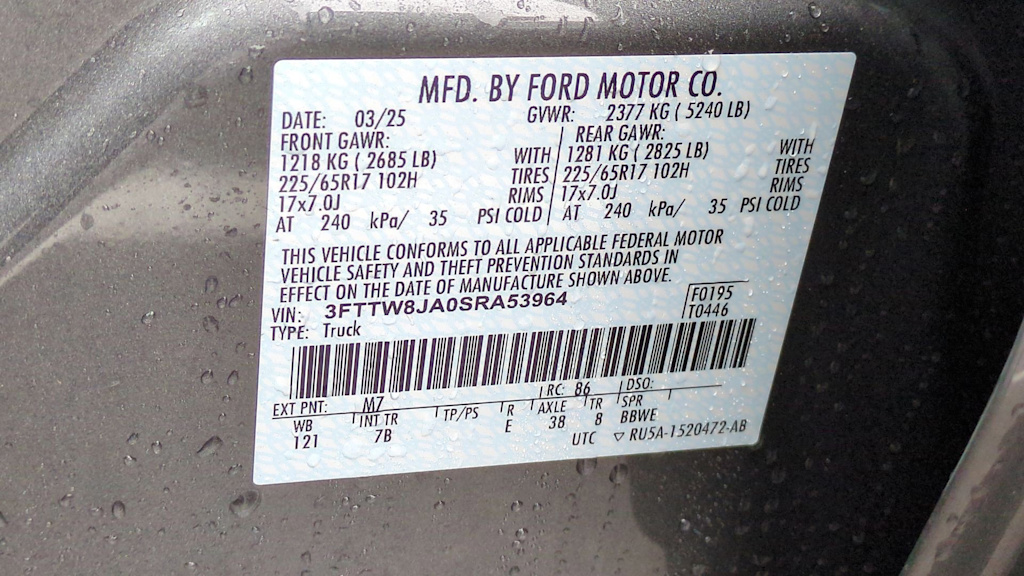 MFD. BY FORD MOTOR CO.
DATE: 03/25 GVWR: 2377 KG ( 5240 LB)
FRONT GAWR: REAR GAWR:
1218 KG ( 2685 LB) WITH 1281 KG ( 2825 LB) WITH
225/65R17 102H TIRES 225/65R17 102H TIRES
17x7.0J RIMS 17x7.0J RIMS
AT 240 kPa/ 35 PSI COLD AT 240 kPa/ 35 PSI COLD
THIS VEHICLE CONFORMS TO ALL APPLICABLE FEDERAL MOTOR
VEHICLE SAFETY AND THEFT PREVENTION STANDARDS IN
EFFECT ON THE DATE OF MANUFACTURE SHOWN ABOVE.
VIN: 3FTTW8JA0SRA53964 F0195
TYPE: Truck T0446
EXT PNT: M7 RC: 86 DSO:
WB INT TR TP/PS R AXLE TR SPR
121 7B E 38 8 BBWE
UTC ▽ RU5A-1520472-AB